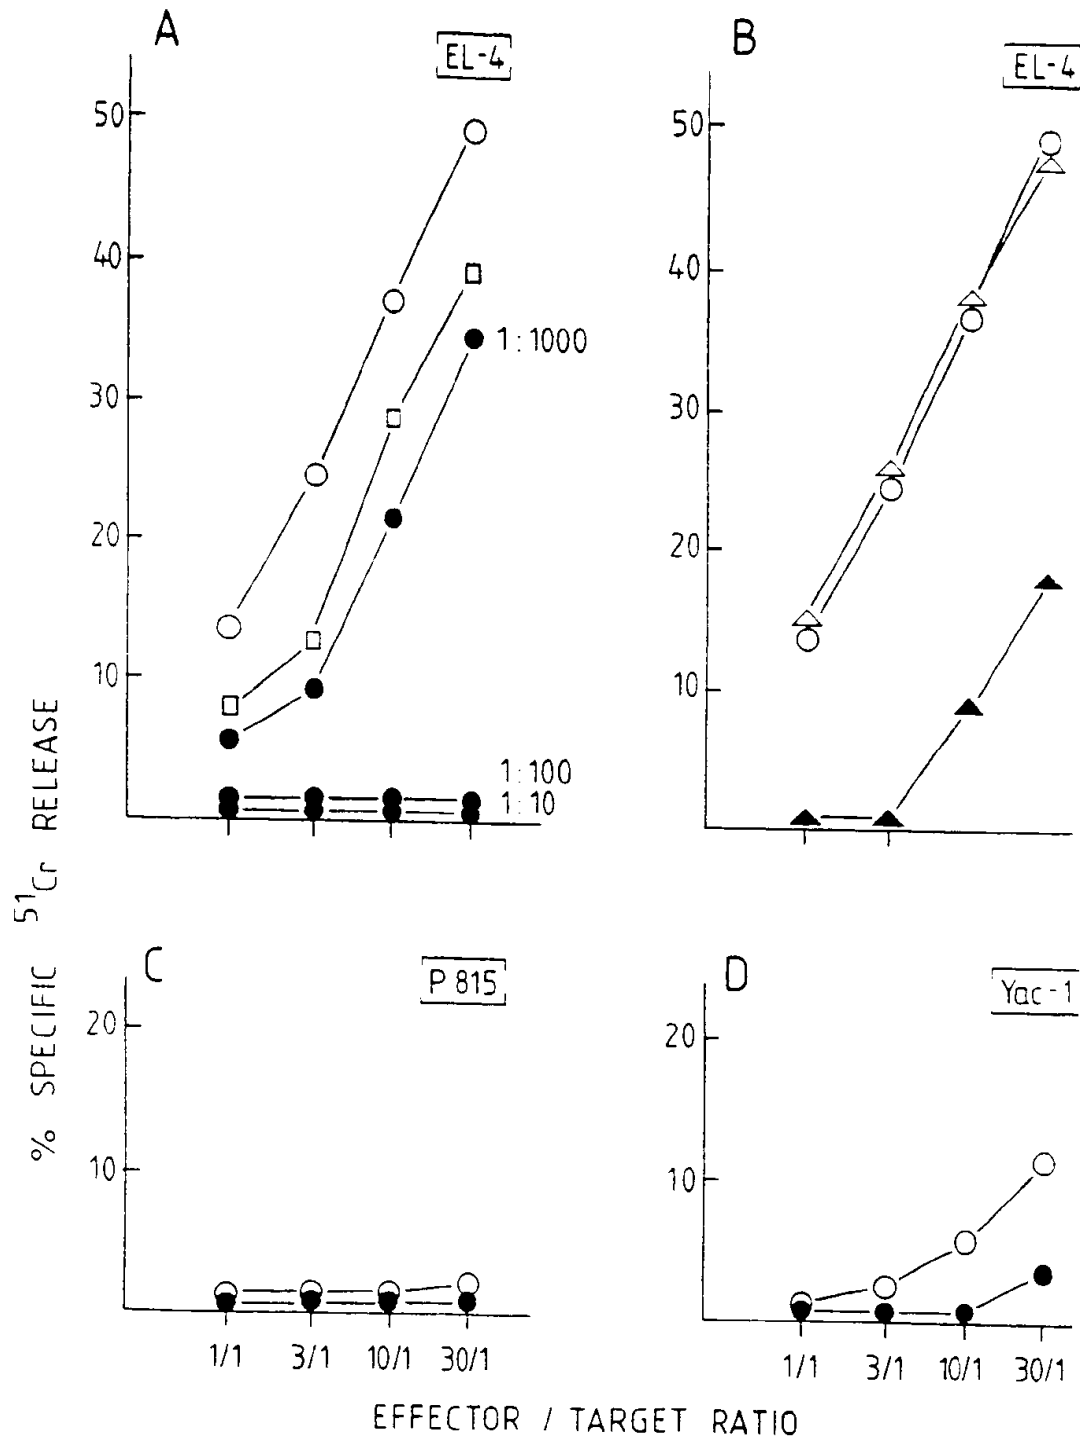 A
EL-4
50
40
30
20
10
1:1000
1:100
1:10
B
EL-4
50
40
30
20
10
% SPECIFIC ⁵¹Cr RELEASE
C
P 815
20
10
1/1 3/1 10/1 30/1
D
Yac-1
20
10
1/1 3/1 10/1 30/1
EFFECTOR / TARGET RATIO